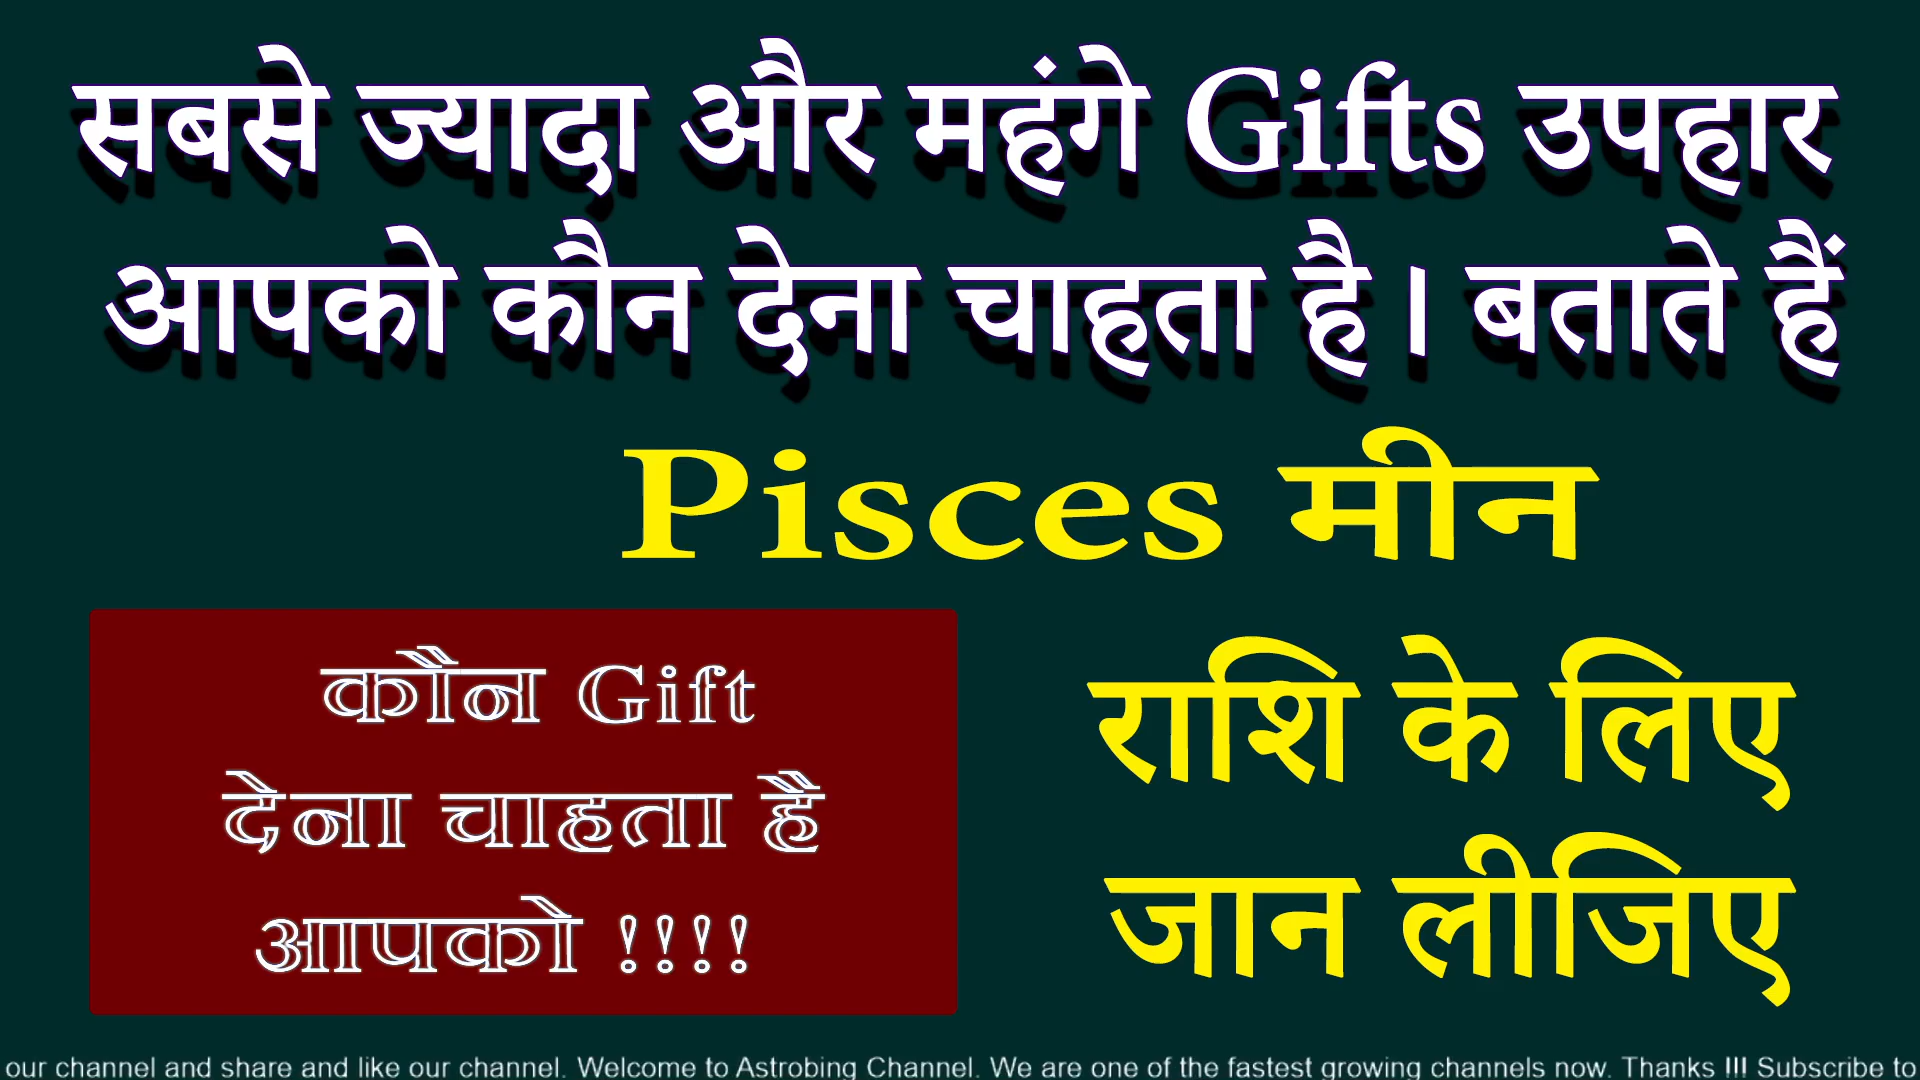 सबसे ज्यादा और महंगे Gifts उपहार
आपको कौन देना चाहता है । बताते हैं
Pisces मीन
राशि के लिए
जान लीजिए
कौन Gift
देना चाहता है
आपको !!!!
our channel and share and like our channel. Welcome to Astrobing Channel. We are one of the fastest growing channels now. Thanks !!! Subscribe to